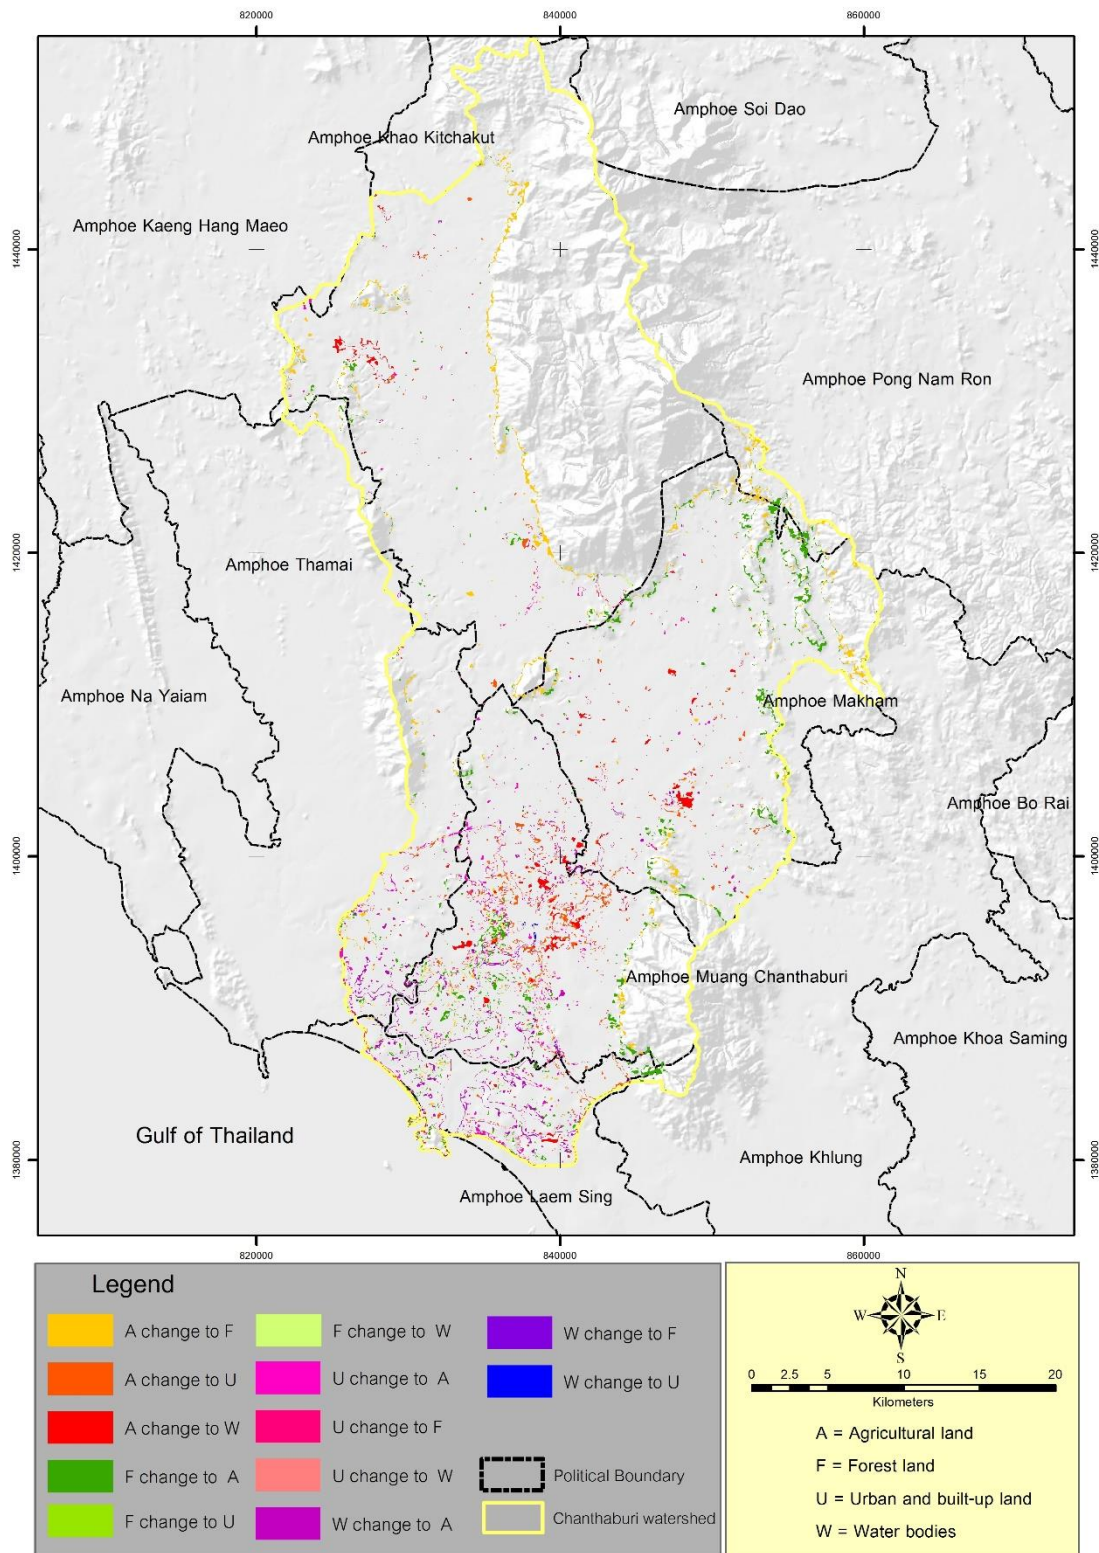 820000 840000 860000
Amphoe Soi Dao
Amphoe Khao Kitchakut
Amphoe Kaeng Hang Maeo
1440000 1440000
Amphoe Pong Nam Ron
1420000 1420000
Amphoe Thamai
Amphoe Na Yaiam
Amphoe Makham
Amphoe Bo Rai
1400000 1400000
Amphoe Muang Chanthaburi
Amphoe Khoa Saming
Gulf of Thailand
Amphoe Khlung
1380000 1380000
Amphoe Laem Sing
820000 840000 860000
Legend
A change to F
A change to U
A change to W
F change to A
F change to U
F change to W
U change to A
U change to F
U change to W
W change to A
W change to F
W change to U
Political Boundary
Chanthaburi watershed
N
W E
S
0 2.5 5 10 15 20
Kilometers
A = Agricultural land
F = Forest land
U = Urban and built-up land
W = Water bodies